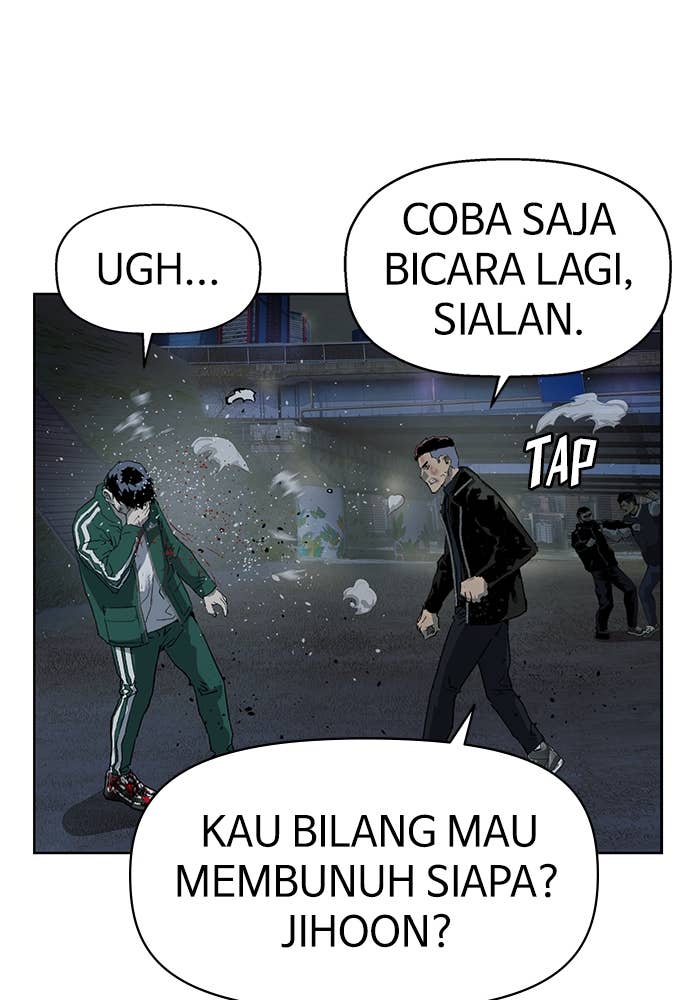 UGH...
COBA SAJA
BICARA LAGI,
SIALAN.
TAP
KAU BILANG MAU
MEMBUNUH SIAPA?
JIHOON?